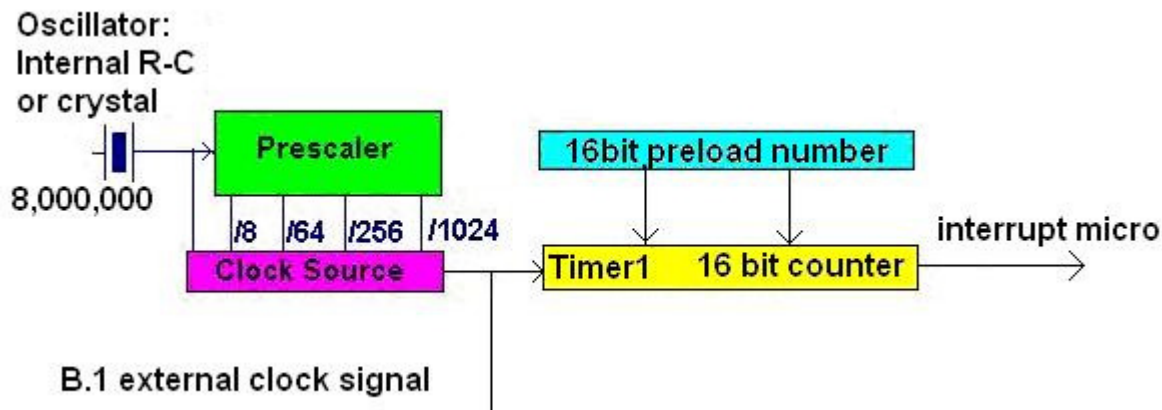 Oscillator:
Internal R-C
or crystal
8,000,000
Prescaler
/8
/64
/256
/1024
Clock Source
16bit preload number
Timer1
16 bit counter
interrupt micro
B.1 external clock signal